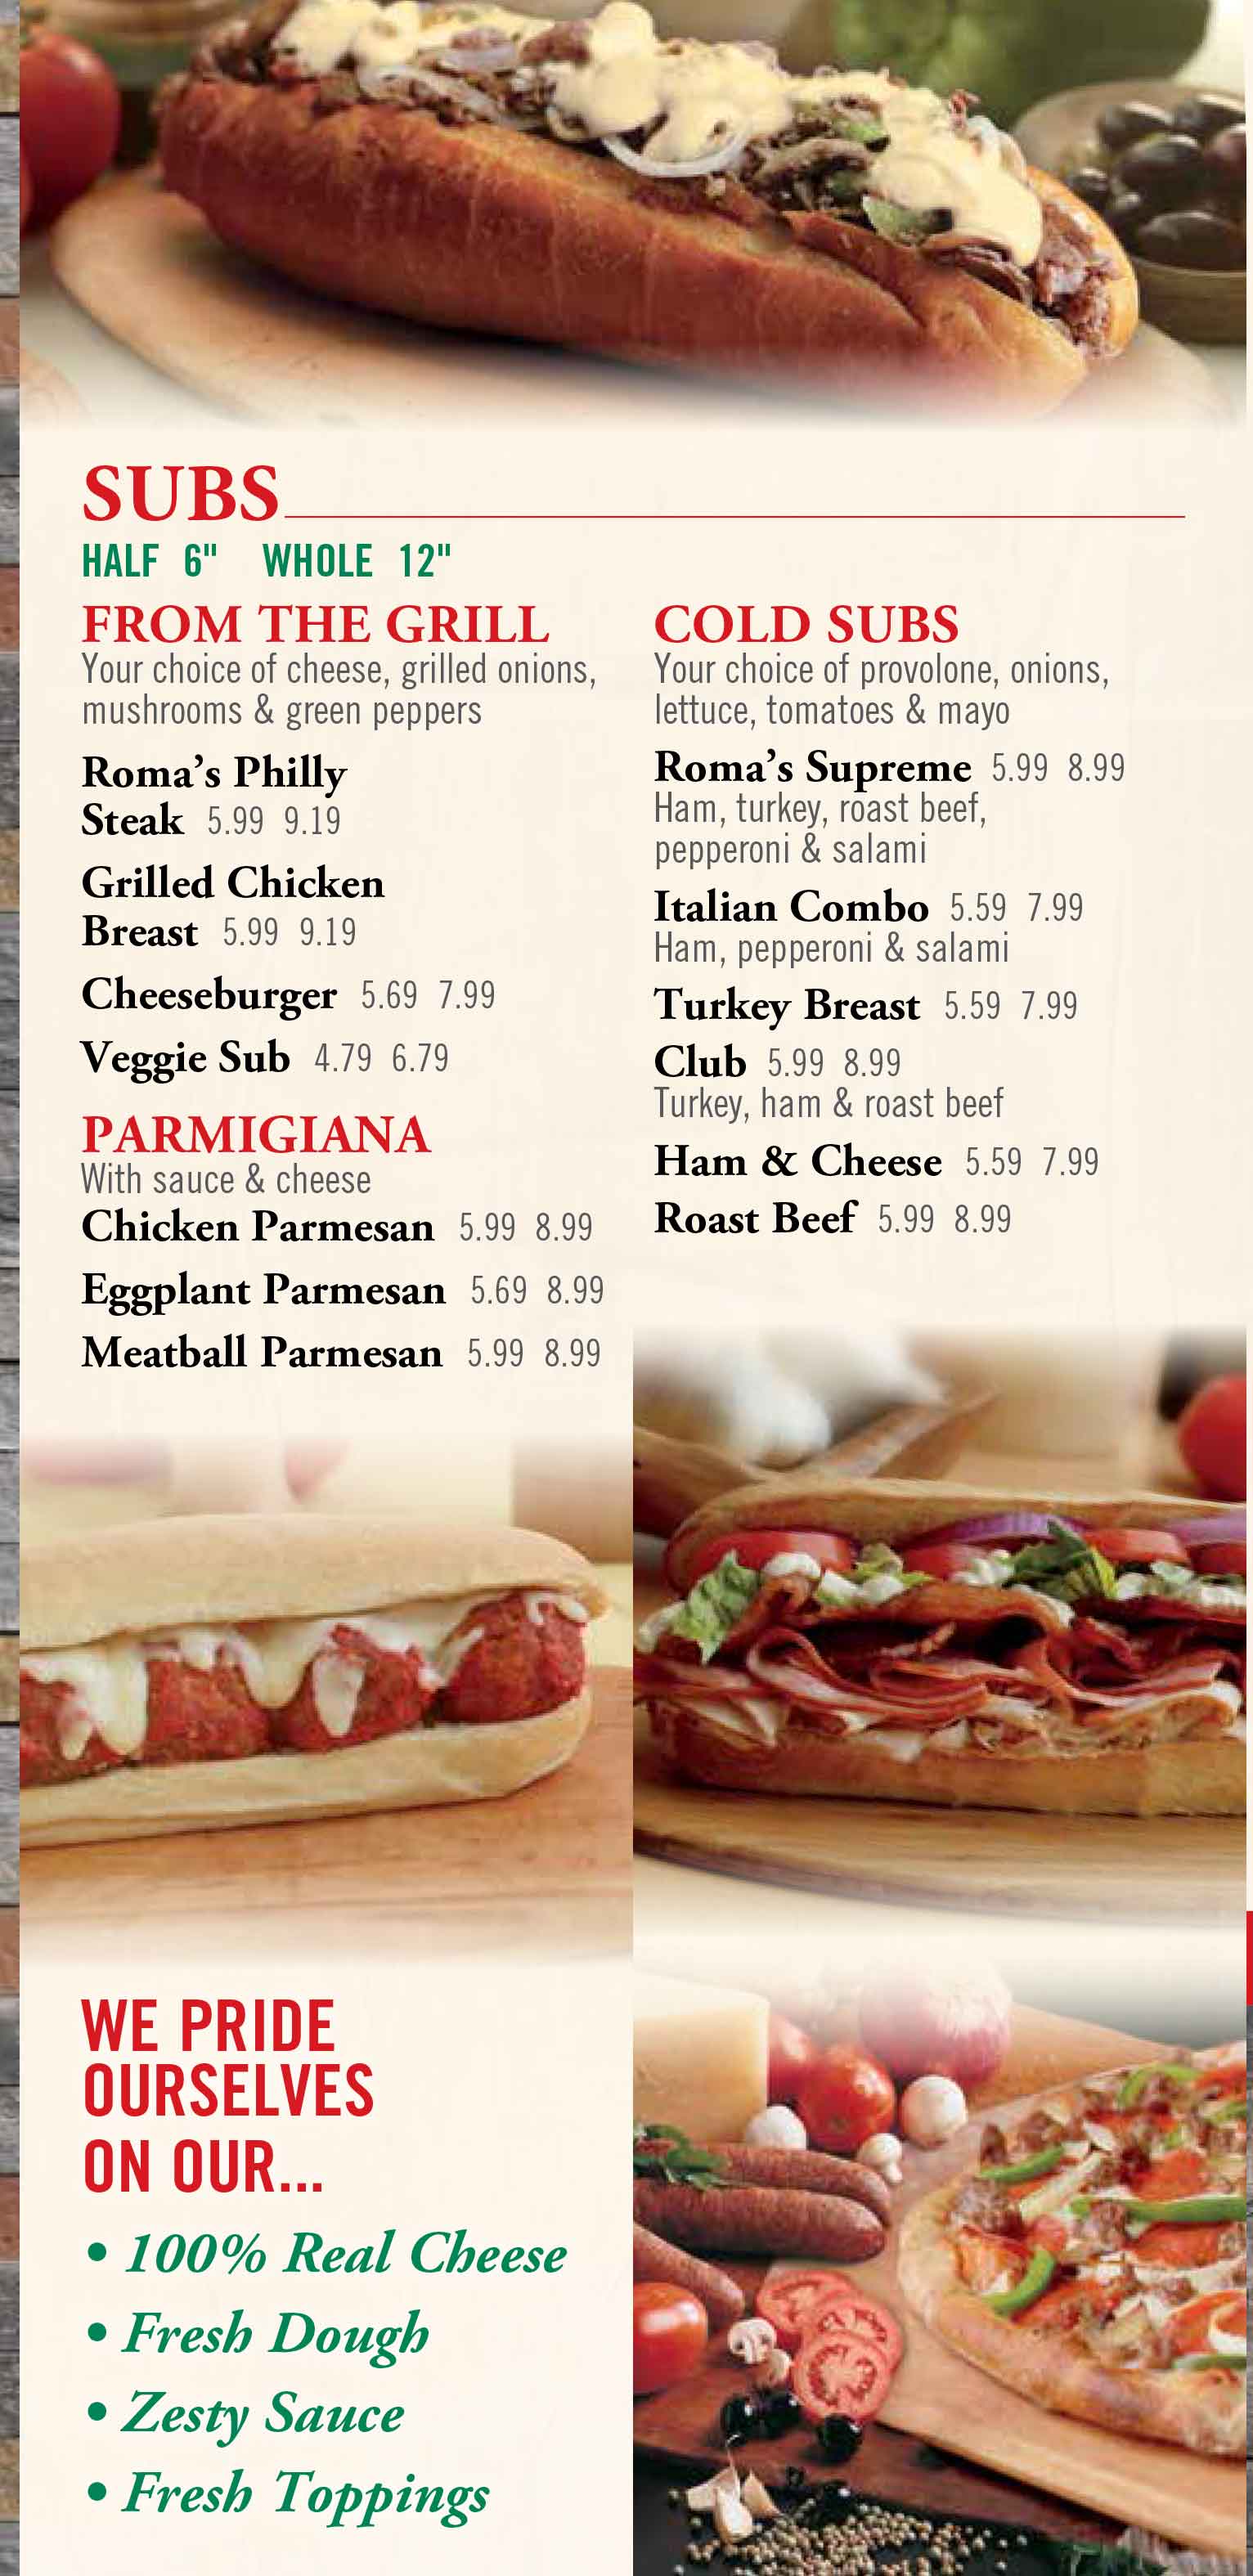 SUBS
HALF 6" WHOLE 12"
FROM THE GRILL
Your choice of cheese, grilled onions,
mushrooms & green peppers
Roma’s Philly
Steak 5.99 9.19
Grilled Chicken
Breast 5.99 9.19
Cheeseburger 5.69 7.99
Veggie Sub 4.79 6.79
PARMIGIANA
With sauce & cheese
Chicken Parmesan 5.99 8.99
Eggplant Parmesan 5.69 8.99
Meatball Parmesan 5.99 8.99
COLD SUBS
Your choice of provolone, onions,
lettuce, tomatoes & mayo
Roma’s Supreme 5.99 8.99
Ham, turkey, roast beef,
pepperoni & salami
Italian Combo 5.59 7.99
Ham, pepperoni & salami
Turkey Breast 5.59 7.99
Club 5.99 8.99
Turkey, ham & roast beef
Ham & Cheese 5.59 7.99
Roast Beef 5.99 8.99
WE PRIDE
OURSELVES
ON OUR...
• 100% Real Cheese
• Fresh Dough
• Zesty Sauce
• Fresh Toppings